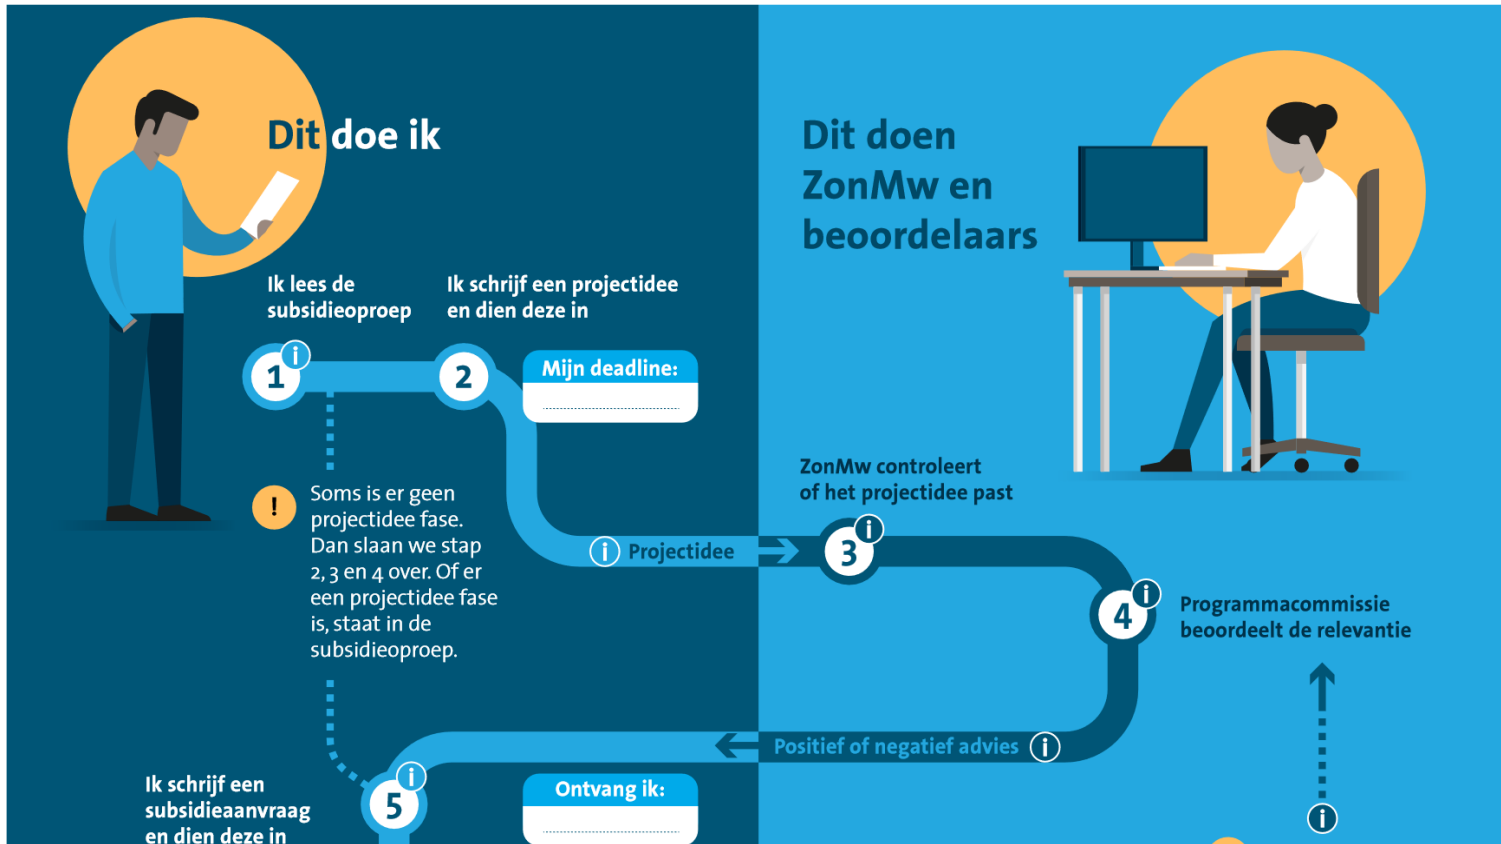 Dit doe ik
Dit doen
ZonMw en
beoordelaars
Ik lees de
subsidieoproep
Ik schrijf een projectidee
en dien deze in
1
i
2
Mijn deadline:
!
Soms is er geen
projectidee fase.
Dan slaan we stap
2, 3 en 4 over. Of er
een projectidee fase
is, staat in de
subsidieoproep.
i Projectidee
ZonMw controleert
of het projectidee past
3
i
4
i
Programmacommissie
beoordeelt de relevantie
Positief of negatief advies i
Ik schrijf een
subsidieaanvraag
en dien deze in
5
i
Ontvang ik:
i